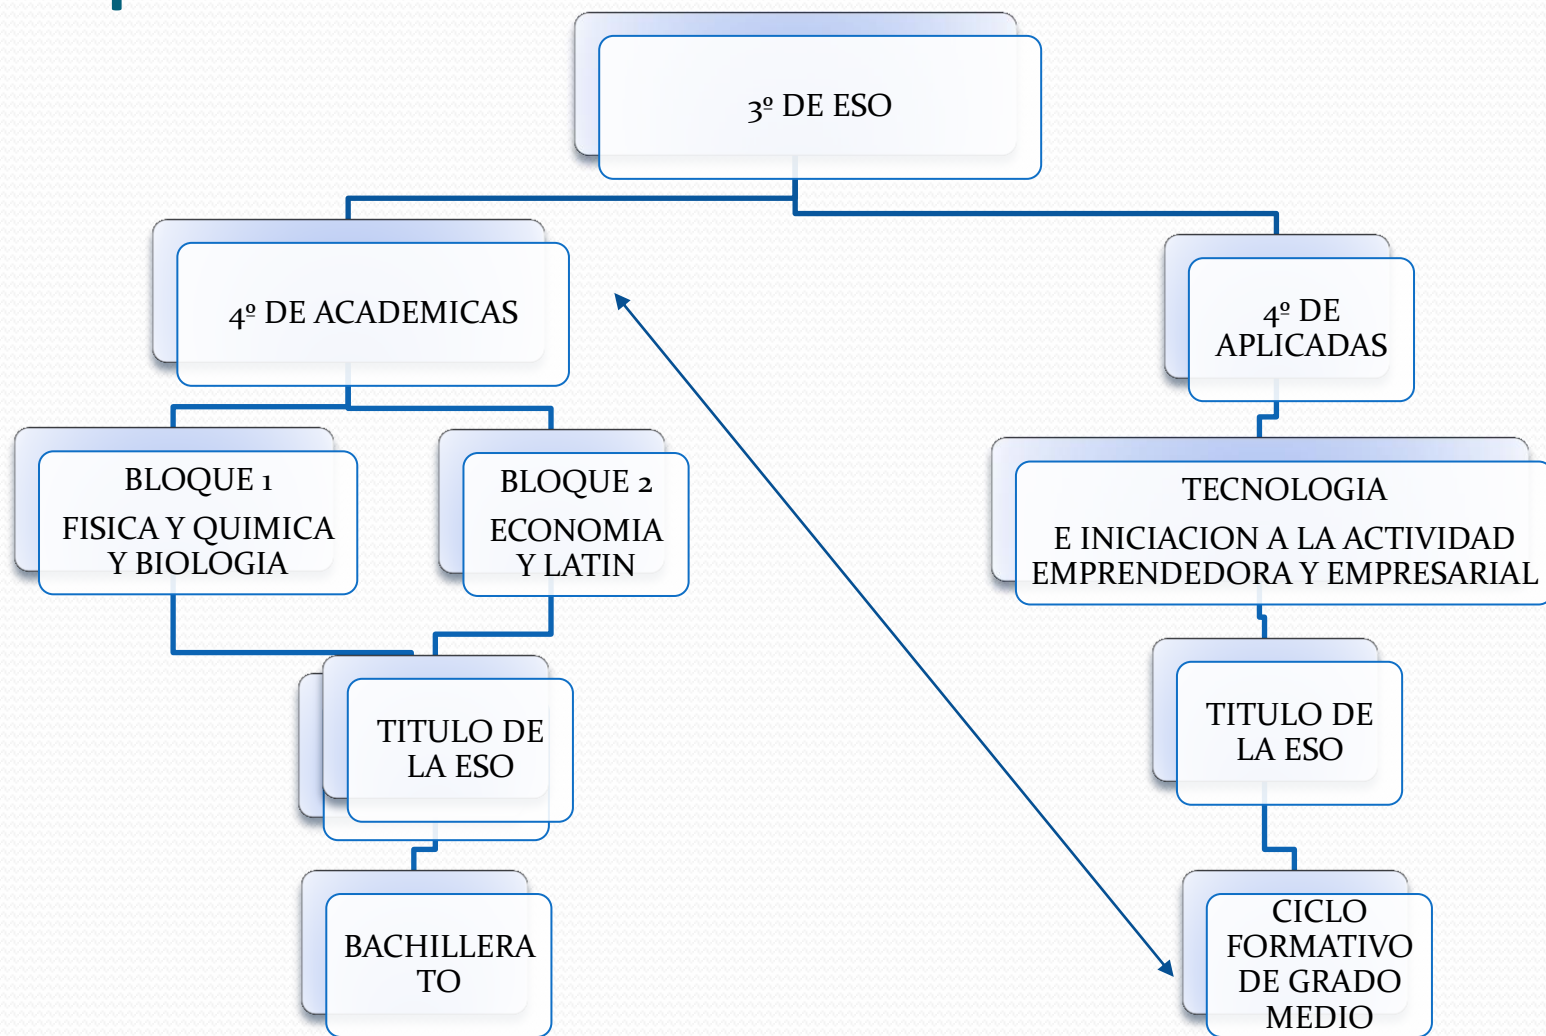 3º DE ESO
4º DE ACADEMICAS
4º DE
APLICADAS
BLOQUE 1
FISICA Y QUIMICA
Y BIOLOGIA
BLOQUE 2
ECONOMIA
Y LATIN
TECNOLOGIA
E INICIACION A LA ACTIVIDAD
EMPRENDEDORA Y EMPRESARIAL
TITULO DE
LA ESO
TITULO DE
LA ESO
BACHILLERA
TO
CICLO
FORMATIVO
DE GRADO
MEDIO